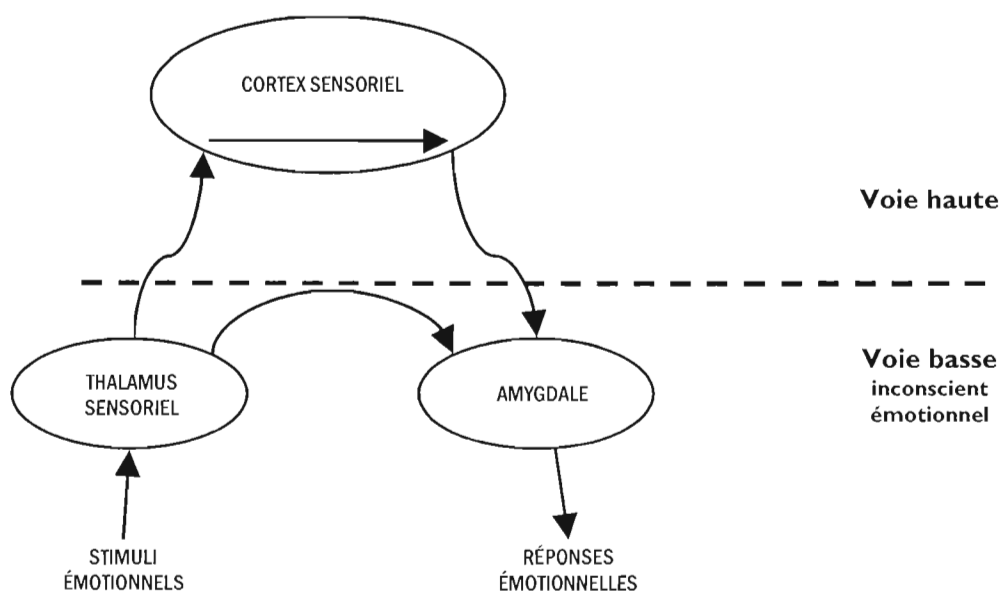 CORTEX SENSORIEL
Voie haute
THALAMUS
SENSORIEL
AMYGDALE
Voie basse
inconscient
émotionnel
STIMULI
ÉMOTIONNELS
RÉPONSES
ÉMOTIONNELLES